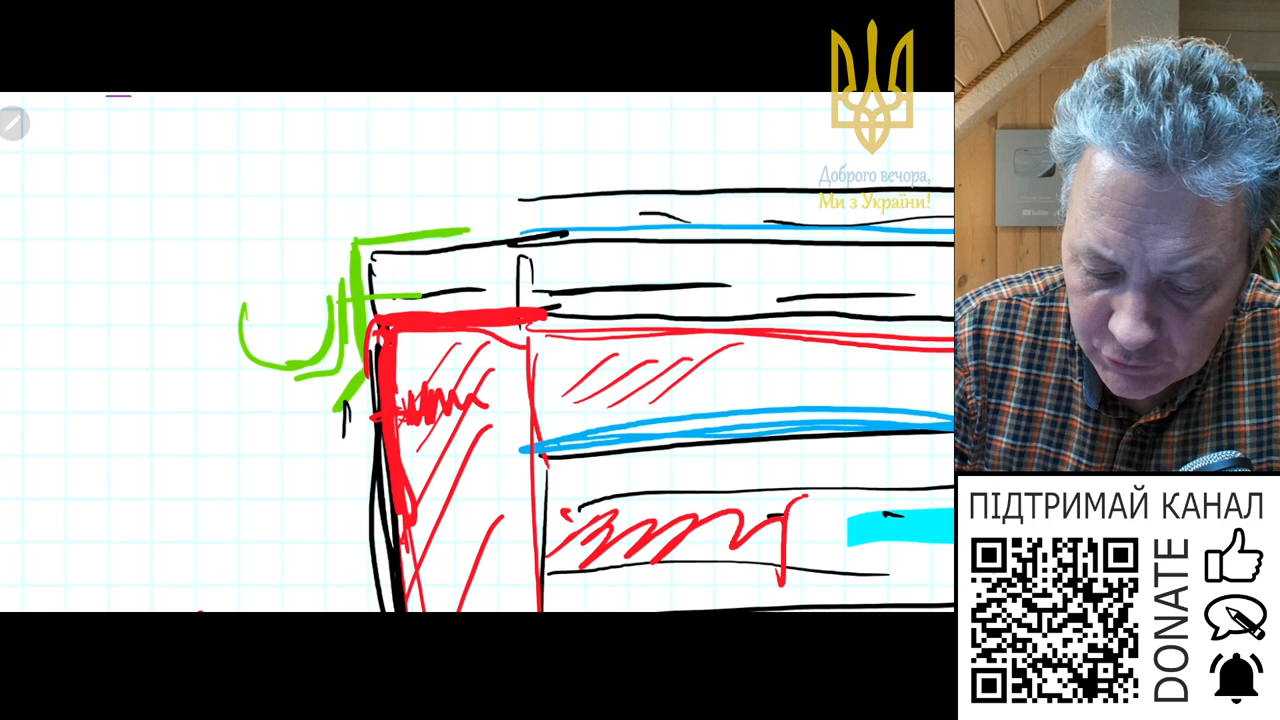 Доброго вечора,
Ми з України!
ПІДТРИМАЙ КАНАЛ
DONATE